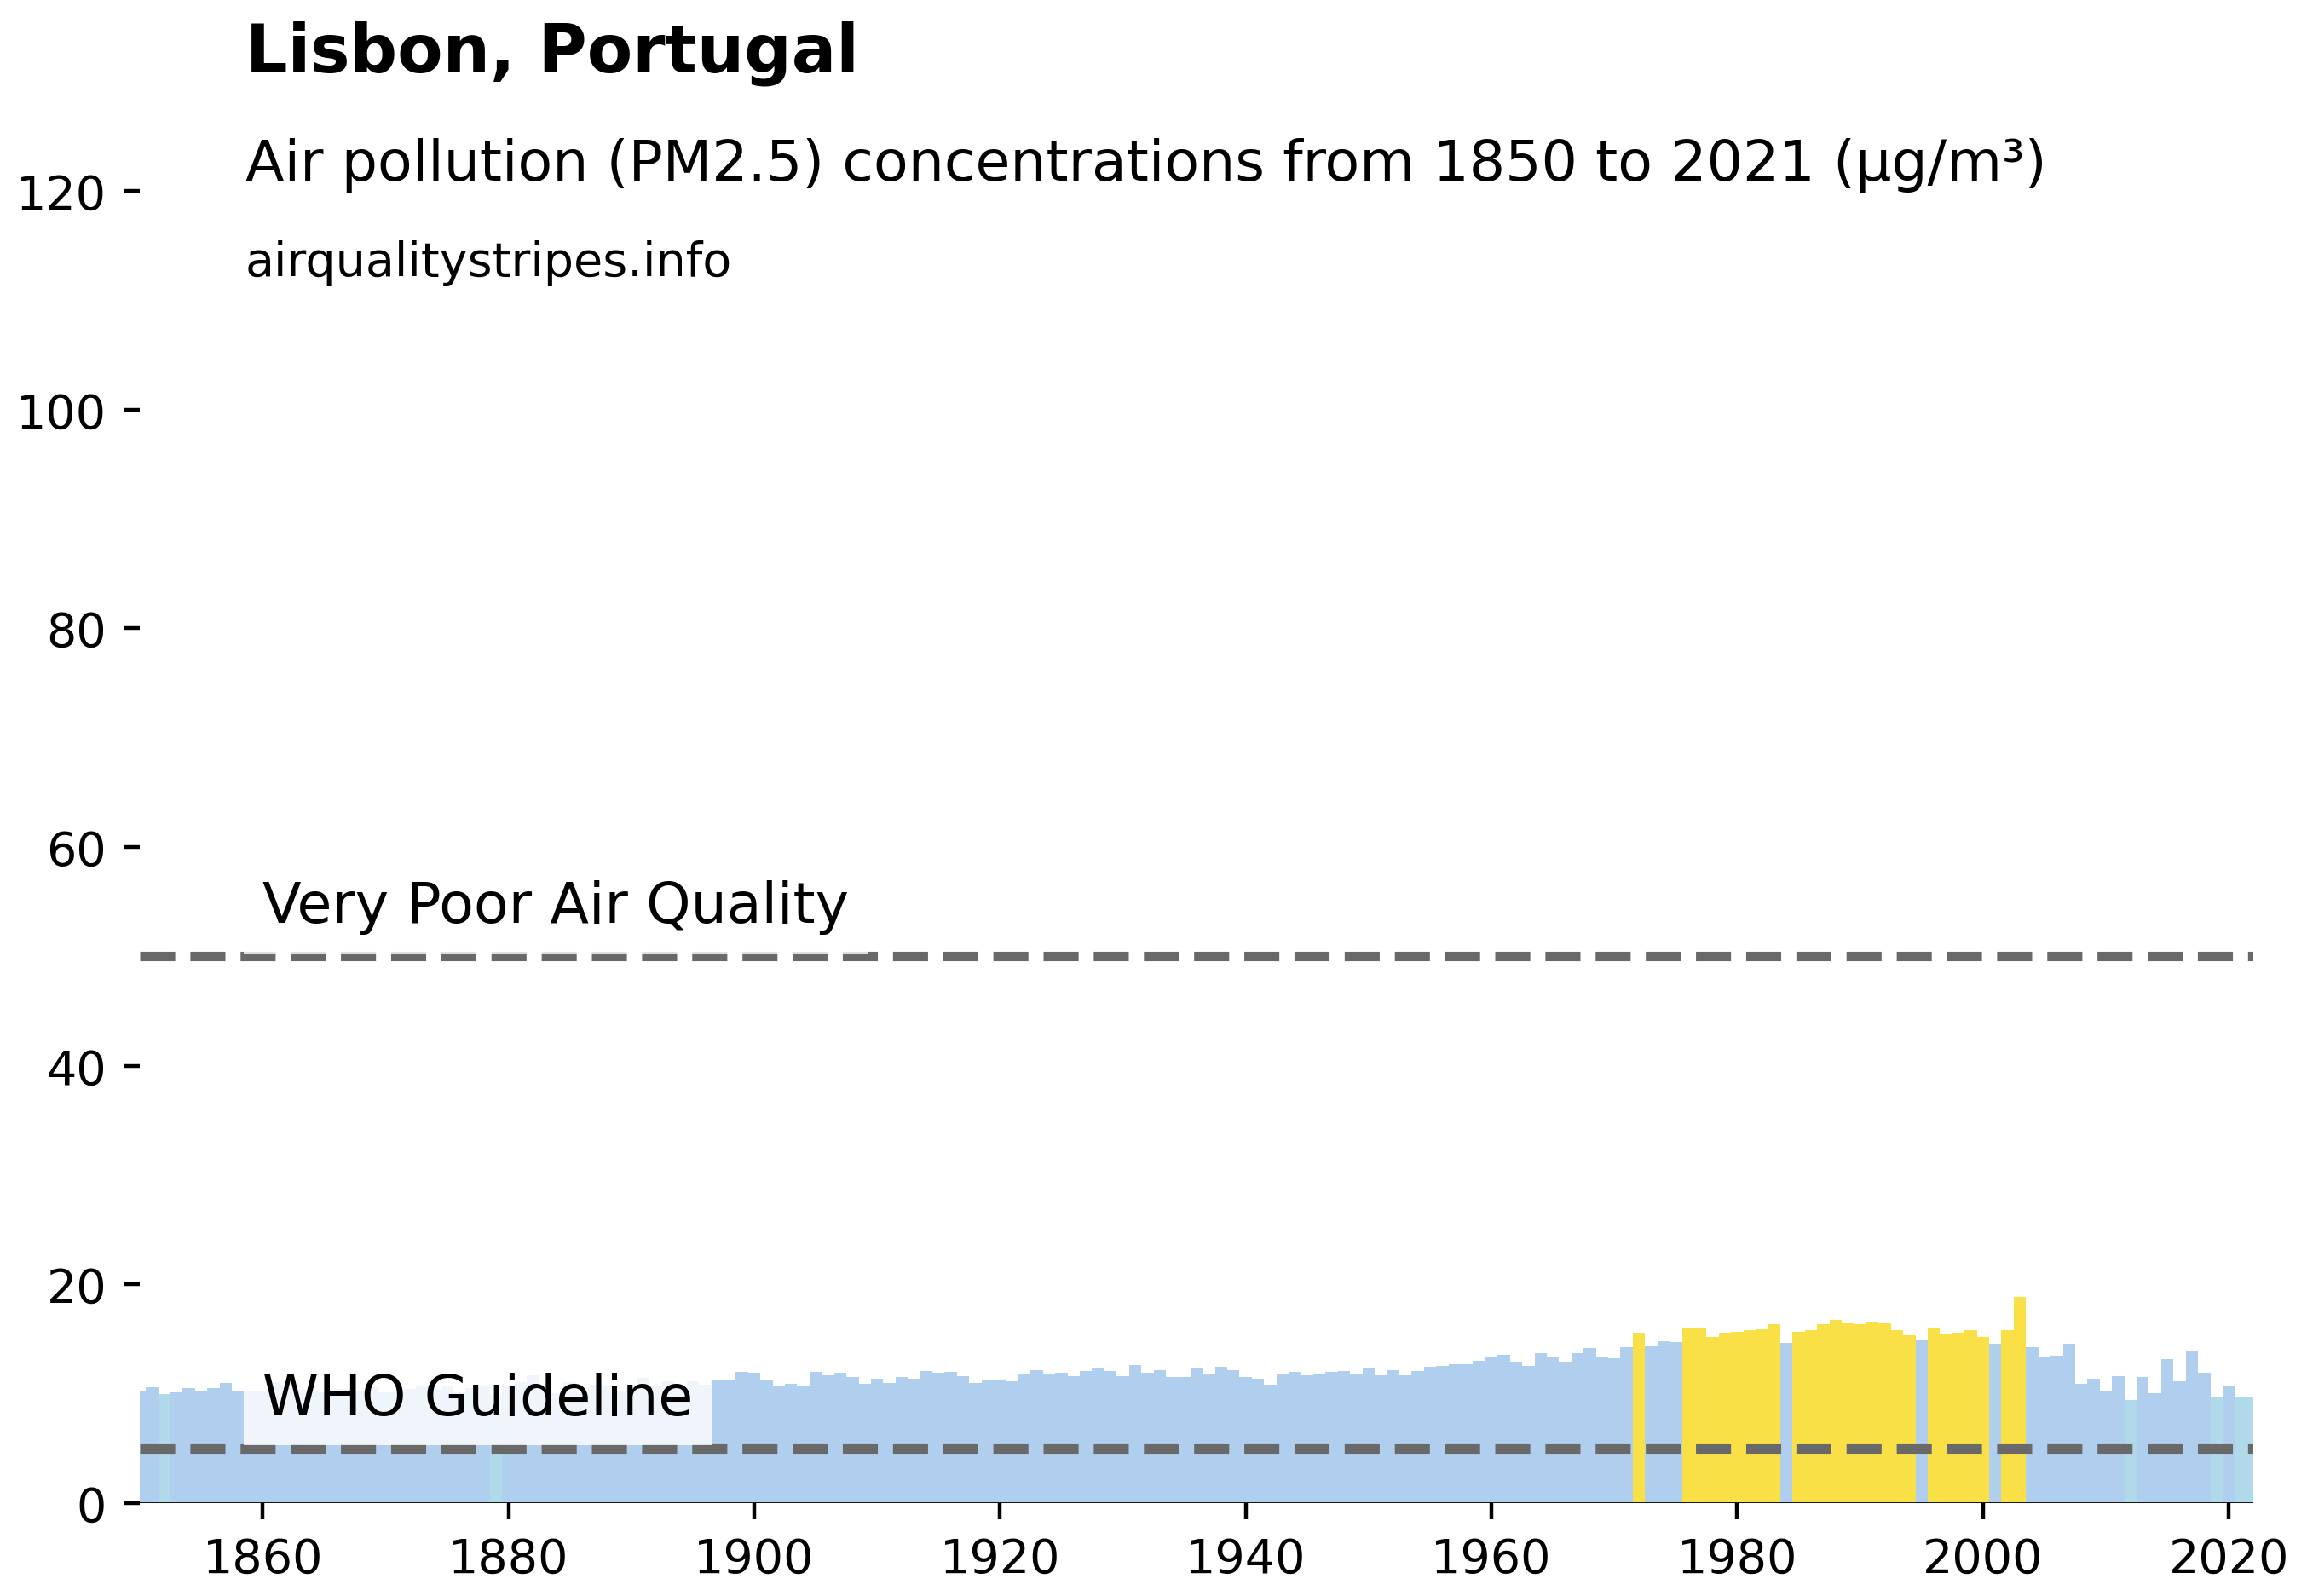 Lisbon, Portugal
Air pollution (PM2.5) concentrations from 1850 to 2021 (µg/m³)
airqualitystripes.info
120
100
80
60
Very Poor Air Quality
40
20
WHO Guideline
0
1860 1880 1900 1920 1940 1960 1980 2000 2020